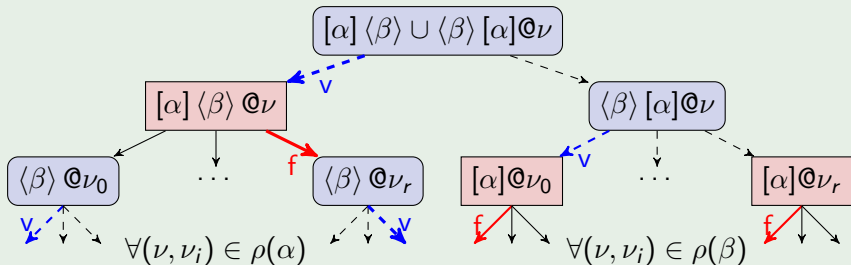 [α] ⟨β⟩ ∪ ⟨β⟩ [α]@ν
v
[α] ⟨β⟩ @ν
⟨β⟩ [α]@ν
f
v
⟨β⟩ @ν₀
...
⟨β⟩ @νᵣ
[α]@ν₀
...
[α]@νᵣ
v
v
f
f
∀(ν, νᵢ) ∈ ρ(α)
∀(ν, νᵢ) ∈ ρ(β)